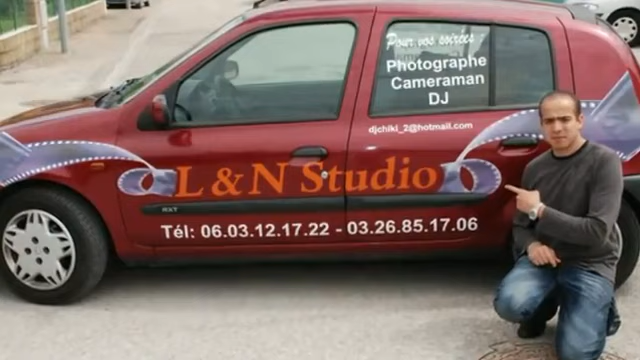 Pour vos soirées :
Photographe
Cameraman
DJ
djchiki_2@hotmail.com
L & N Studio
RXT
Tél: 06.03.12.17.22 - 03.26.85.17.06